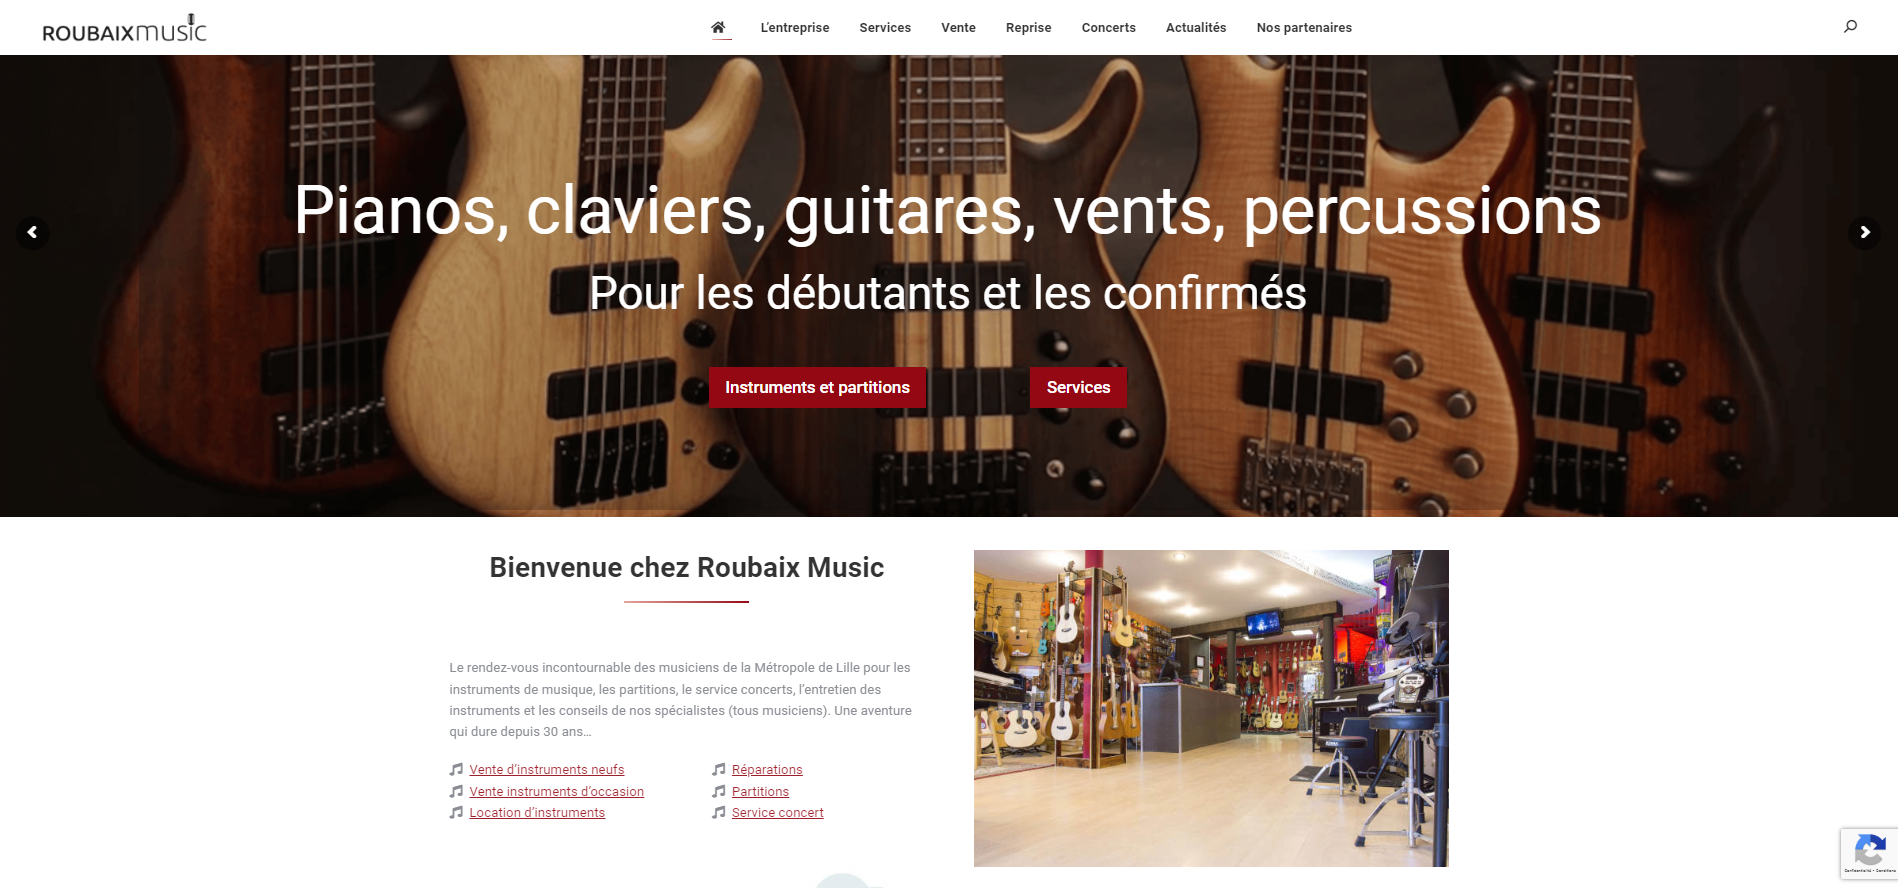 ROUBAIXmusic
L'entreprise Services Vente Reprise Concerts Actualités Nos partenaires
Pianos, claviers, guitares, vents, percussions
Pour les débutants et les confirmés
Instruments et partitions Services
Bienvenue chez Roubaix Music
Le rendez-vous incontournable des musiciens de la Métropole de Lille pour les
instruments de musique, les partitions, le service concerts, l'entretien des
instruments et les conseils de nos spécialistes (tous musiciens). Une aventure
qui dure depuis 30 ans…
Vente d'instruments neufs
Vente instruments d'occasion
Location d'instruments
Réparations
Partitions
Service concert
Confidentialité - Conditions